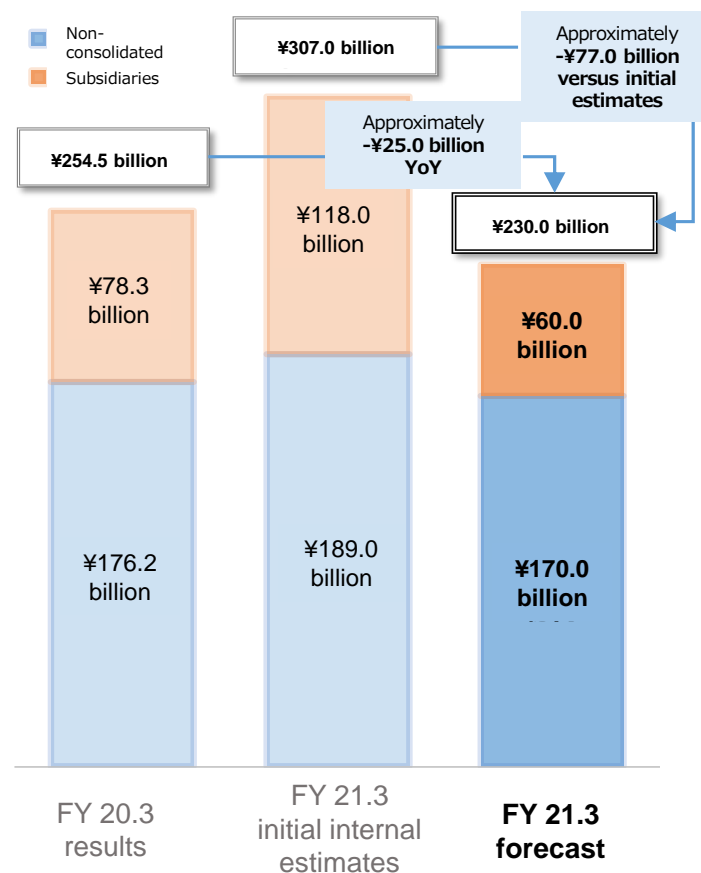 Non-
consolidated
Subsidiaries
¥307.0 billion
Approximately
-¥77.0 billion
versus initial
estimates
¥254.5 billion
Approximately
-¥25.0 billion
YoY
¥230.0 billion
¥78.3
billion
¥118.0
billion
¥60.0
billion
¥176.2
billion
¥189.0
billion
¥170.0
billion
FY 20.3
results
FY 21.3
initial internal
estimates
FY 21.3
forecast